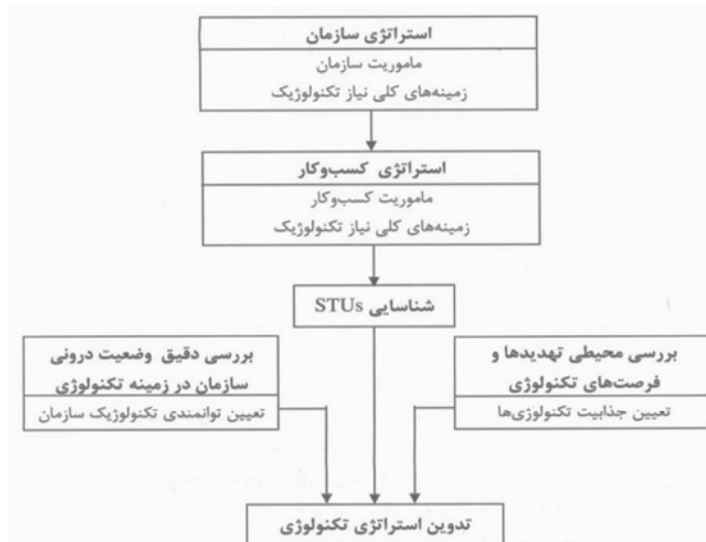 استراتژی سازمان
ماموریت سازمان
زمینه‌های کلی نیاز تکنولوژیک
استراتژی کسب‌وکار
ماموریت کسب‌وکار
زمینه‌های کلی نیاز تکنولوژیک
شناسایی STUs
بررسی محیطی تهدیدها و
فرصت‌های تکنولوژی
تعیین جذابیت تکنولوژی‌ها
بررسی دقیق وضعیت درونی
سازمان در زمینه تکنولوژی
تعیین توانمندی تکنولوژیک سازمان
تدوین استراتژی تکنولوژی